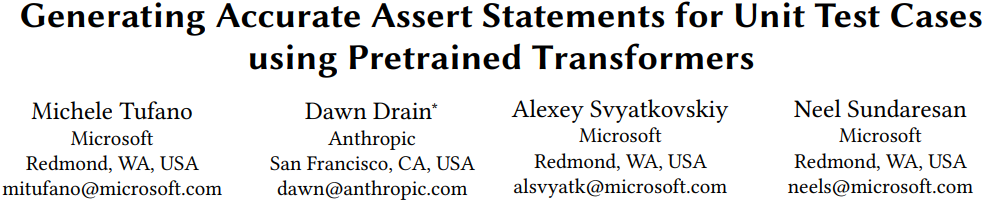 Generating Accurate Assert Statements for Unit Test Cases
using Pretrained Transformers
Michele Tufano
Microsoft
Redmond, WA, USA
mitufano@microsoft.com
Dawn Drain*
Anthropic
San Francisco, CA, USA
dawn@anthropic.com
Alexey Svyatkovskiy
Microsoft
Redmond, WA, USA
alsvyatk@microsoft.com
Neel Sundaresan
Microsoft
Redmond, WA, USA
neels@microsoft.com